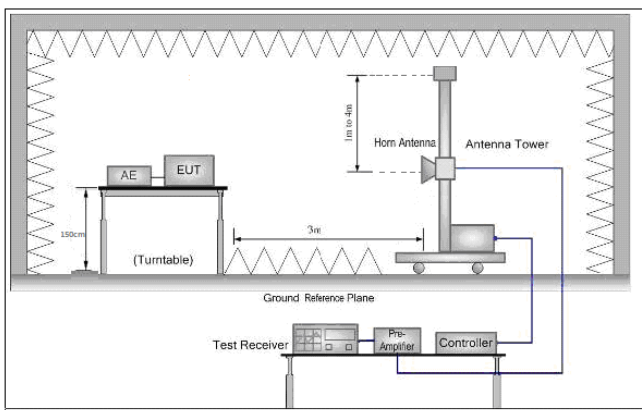 1m to 4m
Horn Antenna
Antenna Tower
AE
EUT
150cm
(Turntable)
3m
Ground Reference Plane
Test Receiver
Pre-
Amplifier
Controller